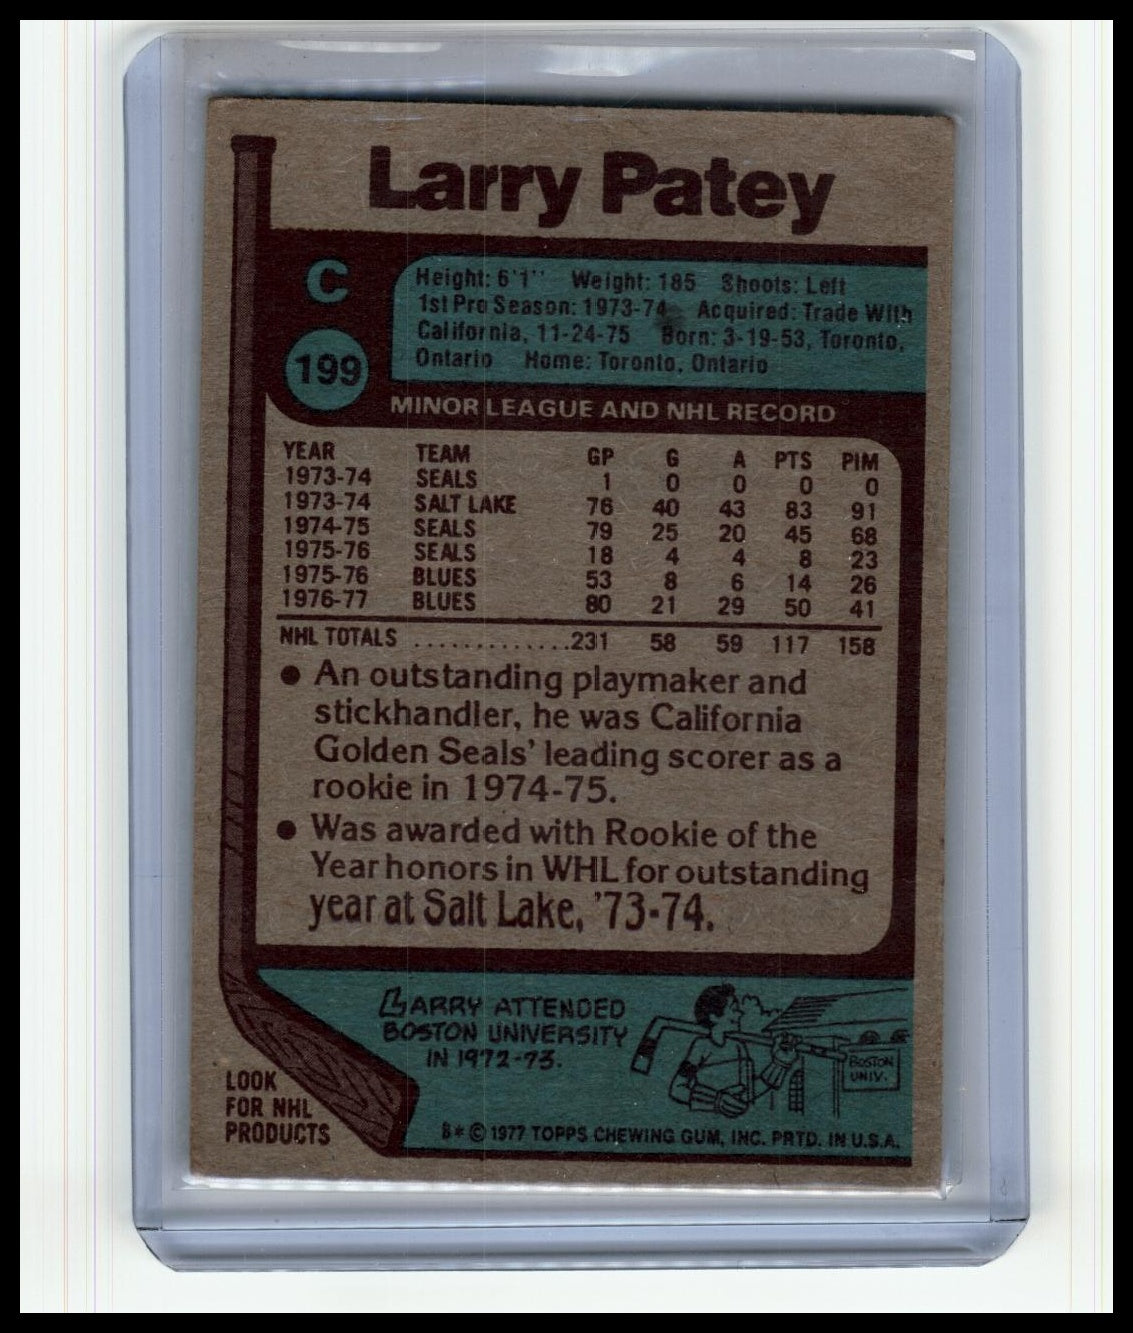 Larry Patey
C
199
Height: 6'1'' Weight: 185 Shoots: Left
1st Pro Season: 1973-74 Acquired: Trade With
California, 11-24-75 Born: 3-19-53, Toronto,
Ontario Home: Toronto, Ontario
MINOR LEAGUE AND NHL RECORD
YEAR TEAM GP G A PTS PIM
1973-74 SEALS 1 0 0 0 0
1973-74 SALT LAKE 76 40 43 83 91
1974-75 SEALS 79 25 20 45 68
1975-76 SEALS 18 4 4 8 23
1975-76 BLUES 53 8 6 14 26
1976-77 BLUES 80 21 29 50 41
NHL TOTALS ..............231 58 59 117 158
• An outstanding playmaker and
stickhandler, he was California
Golden Seals' leading scorer as a
rookie in 1974-75.
• Was awarded with Rookie of the
Year honors in WHL for outstanding
year at Salt Lake, '73-74.
LARRY ATTENDED
BOSTON UNIVERSITY
IN 1972-73.
BOSTON
UNIV.
LOOK
FOR NHL
PRODUCTS
B* © 1977 TOPPS CHEWING GUM, INC. PRTD. IN U.S.A.